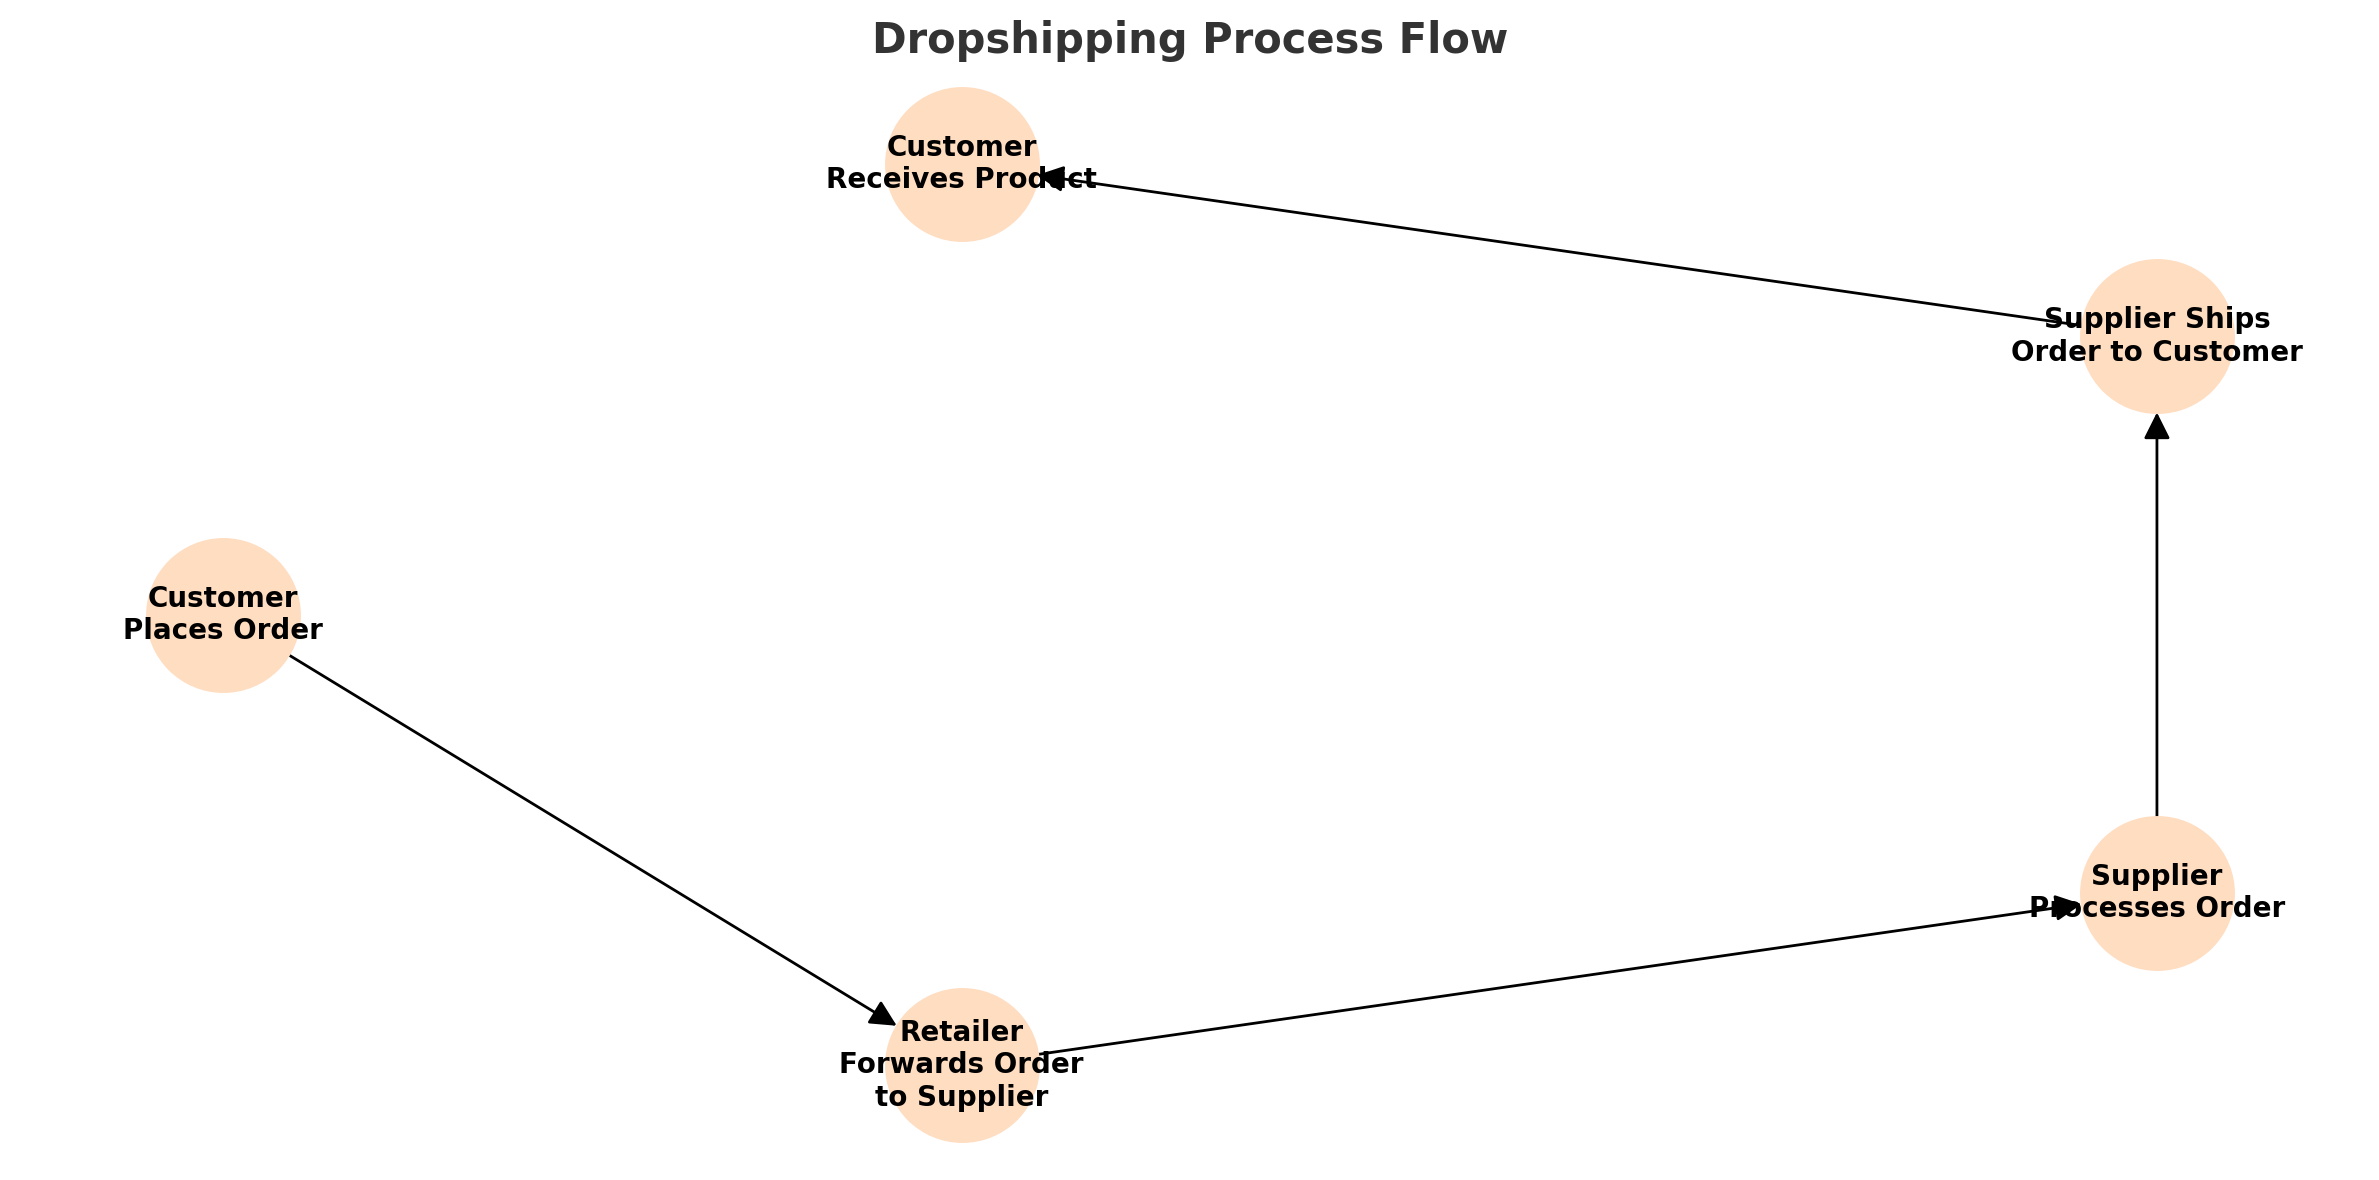 Dropshipping Process Flow
Customer
Receives Product
Supplier Ships
Order to Customer
Customer
Places Order
Supplier
Processes Order
Retailer
Forwards Order
to Supplier